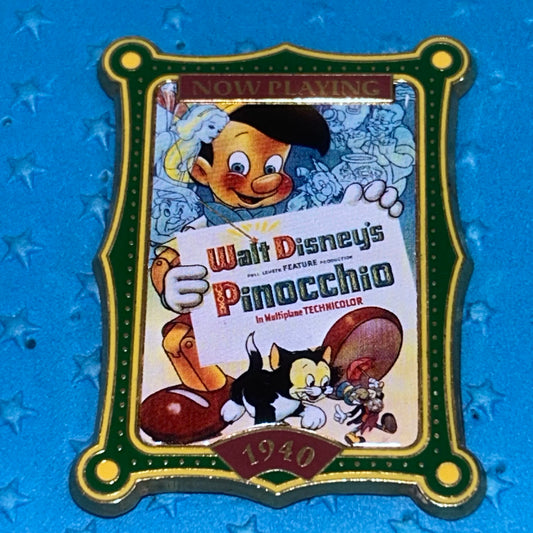 NOW PLAYING
Walt Disney's
FULL LENGTH FEATURE PRODUCTION
Pinocchio
In Multiplane TECHNICOLOR
1940